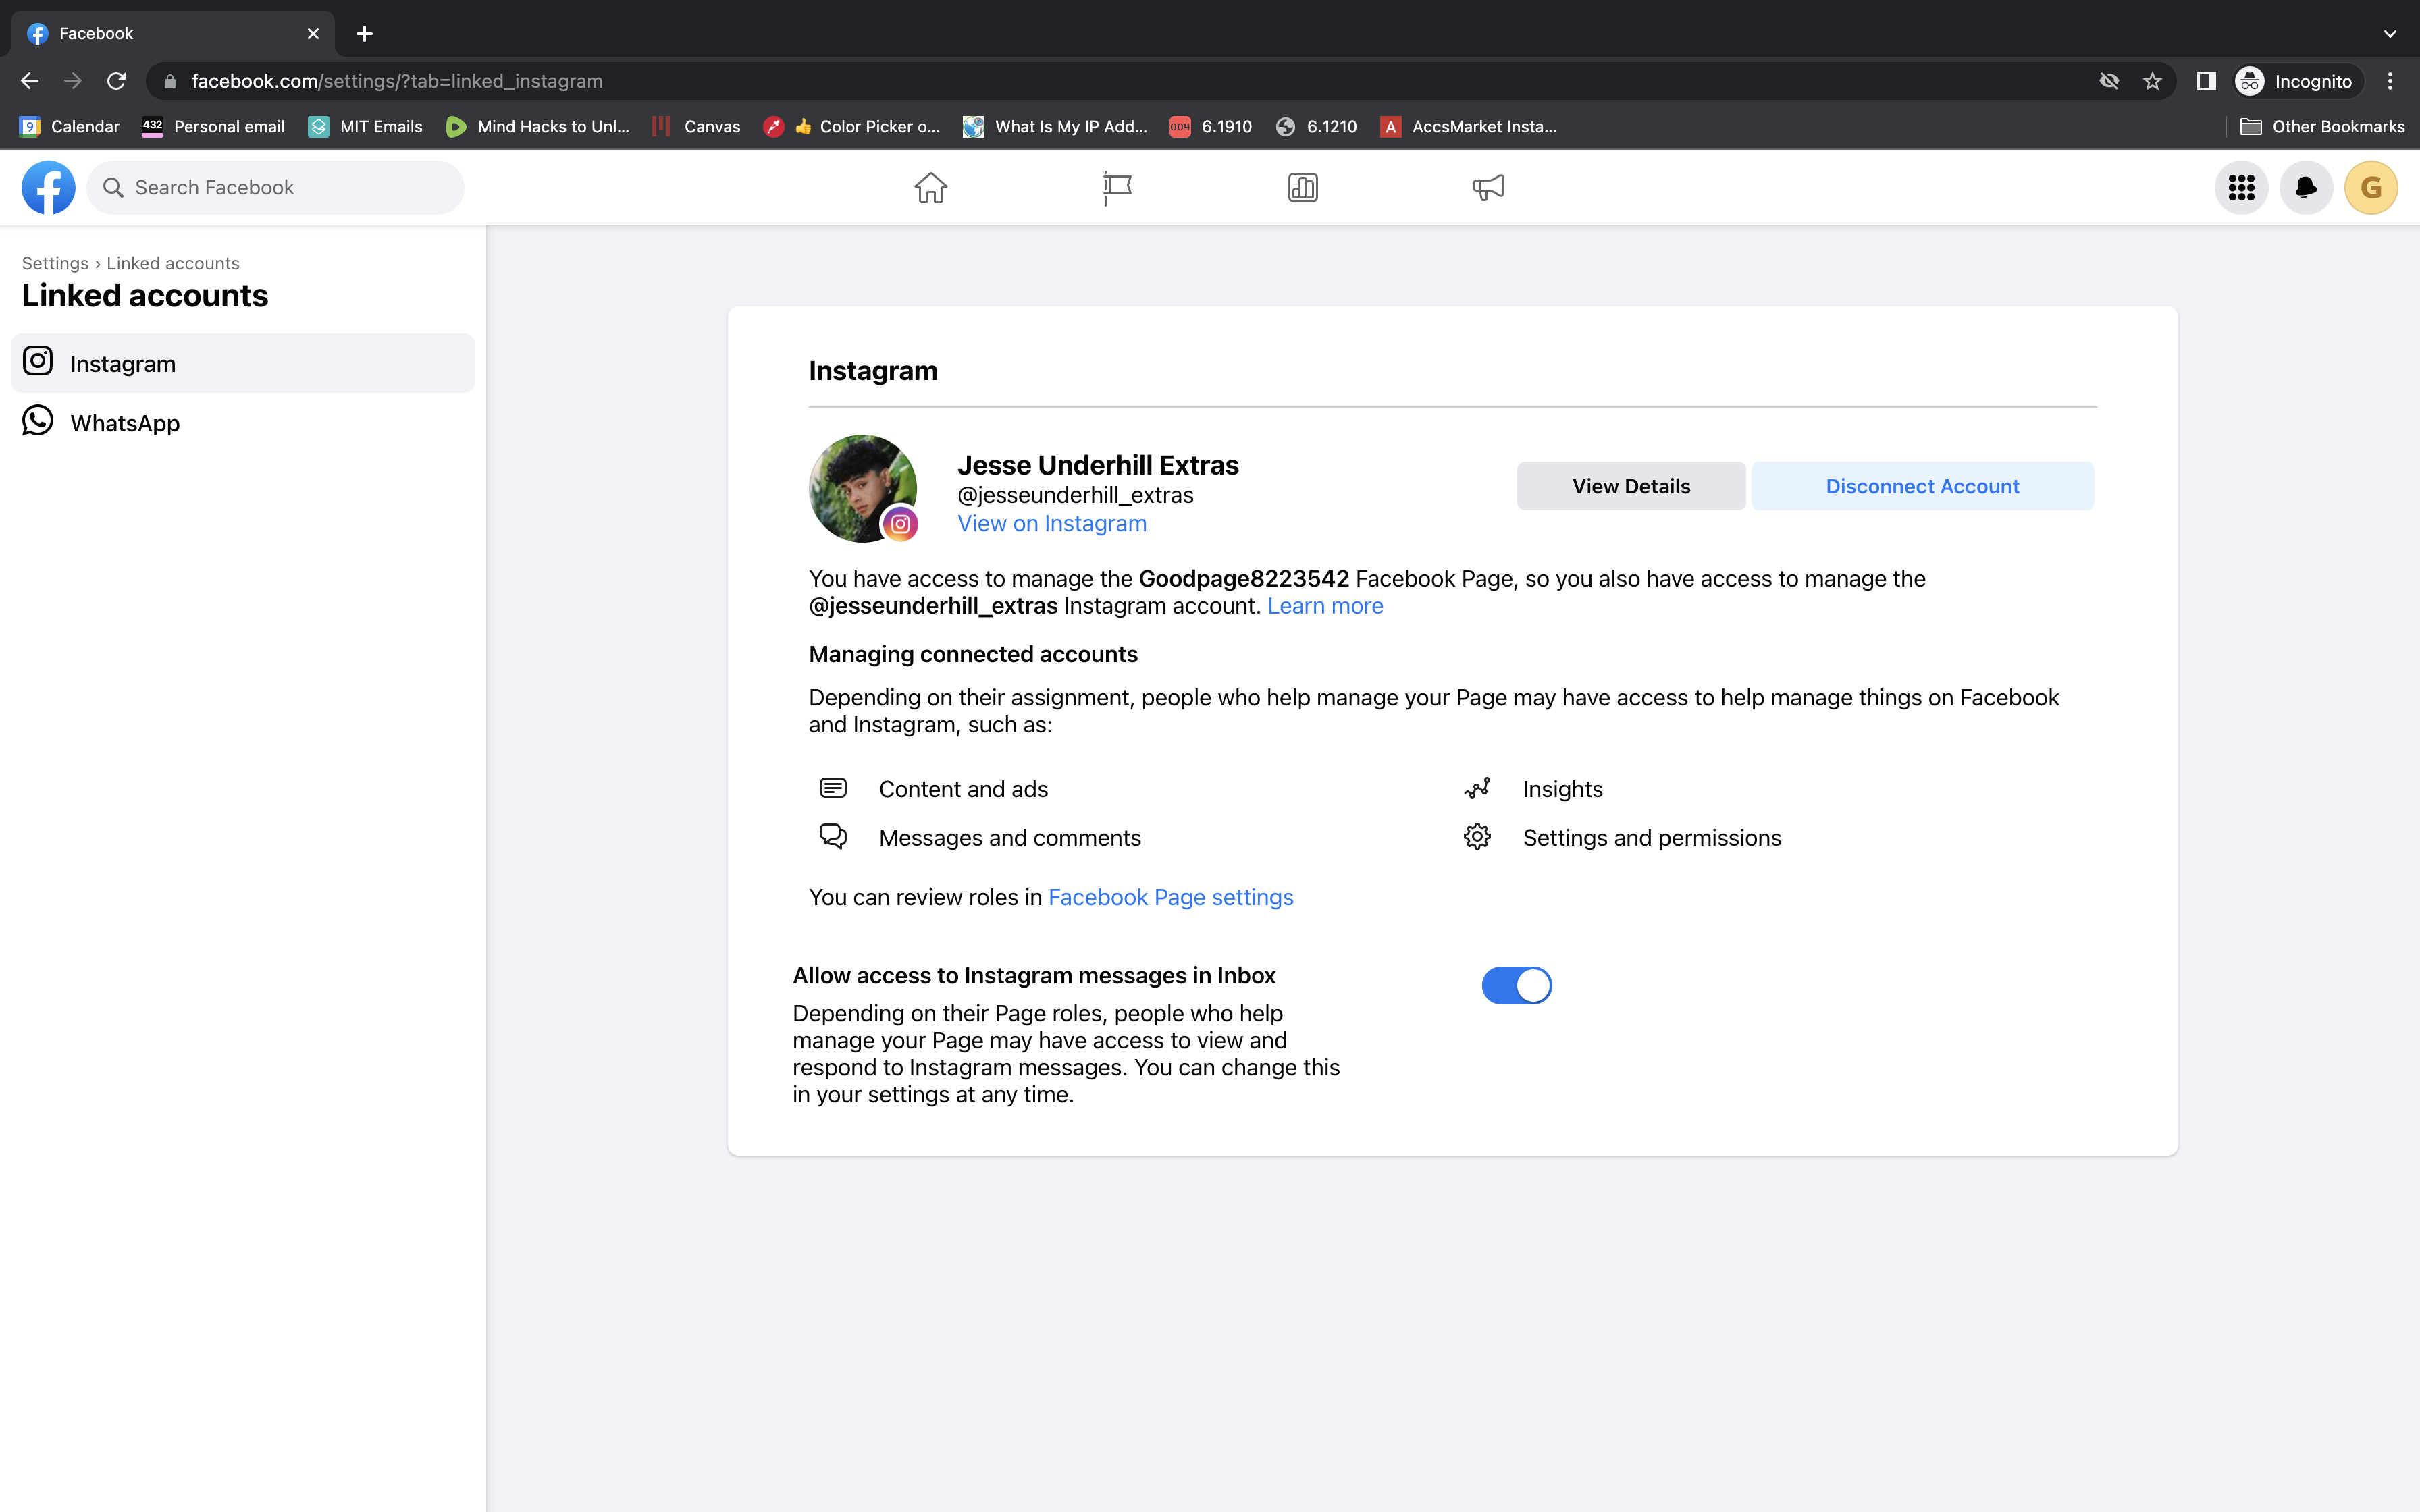 Facebook
facebook.com/settings/?tab=linked_instagram
Incognito
9 Calendar
432 Personal email
MIT Emails
Mind Hacks to Unl...
Canvas
👍 Color Picker o...
What Is My IP Add...
004 6.1910
6.1210
A AccsMarket Insta...
Other Bookmarks
Search Facebook
G
Settings › Linked accounts
Linked accounts
Instagram
WhatsApp
Instagram
Jesse Underhill Extras
@jesseunderhill_extras
View on Instagram
View Details
Disconnect Account
You have access to manage the Goodpage8223542 Facebook Page, so you also have access to manage the
@jesseunderhill_extras Instagram account. Learn more
Managing connected accounts
Depending on their assignment, people who help manage your Page may have access to help manage things on Facebook
and Instagram, such as:
Content and ads
Insights
Messages and comments
Settings and permissions
You can review roles in Facebook Page settings
Allow access to Instagram messages in Inbox
Depending on their Page roles, people who help
manage your Page may have access to view and
respond to Instagram messages. You can change this
in your settings at any time.